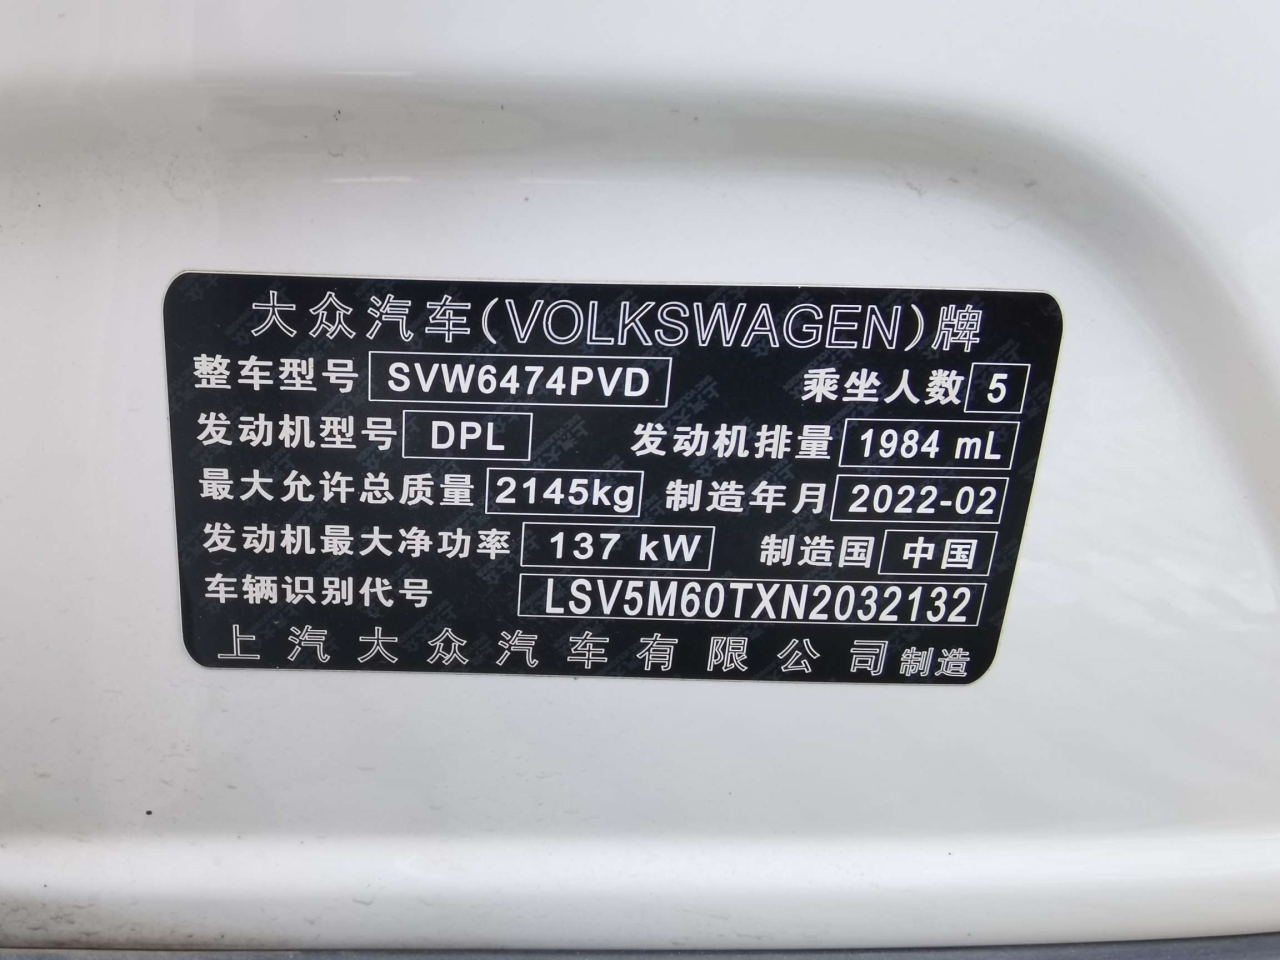 大众汽车(VOLKSWAGEN)牌
整车型号 SVW6474PVD 乘坐人数 5
发动机型号 DPL 发动机排量 1984 mL
最大允许总质量 2145kg 制造年月 2022-02
发动机最大净功率 137 kW 制造国 中国
车辆识别代号 LSV5M60TXN2032132
上汽大众汽车有限公司制造